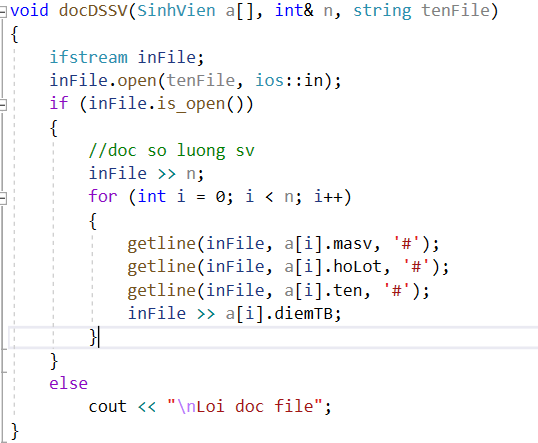 void docDSSV(SinhVien a[], int& n, string tenFile)
{
    ifstream inFile;
    inFile.open(tenFile, ios::in);
    if (inFile.is_open())
    {
        //doc so luong sv
        inFile >> n;
        for (int i = 0; i < n; i++)
        {
            getline(inFile, a[i].masv, '#');
            getline(inFile, a[i].hoLot, '#');
            getline(inFile, a[i].ten, '#');
            inFile >> a[i].diemTB;
        }
    }
    else
        cout << "\nLoi doc file";
}